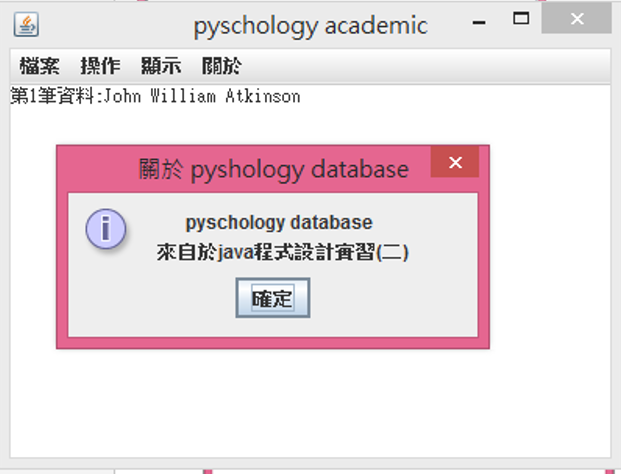 pyschology academic
檔案 操作 顯示 關於
第1筆資料:John William Atkinson
關於 pyshology database
pyschology database
來自於java程式設計實習(二)
確定